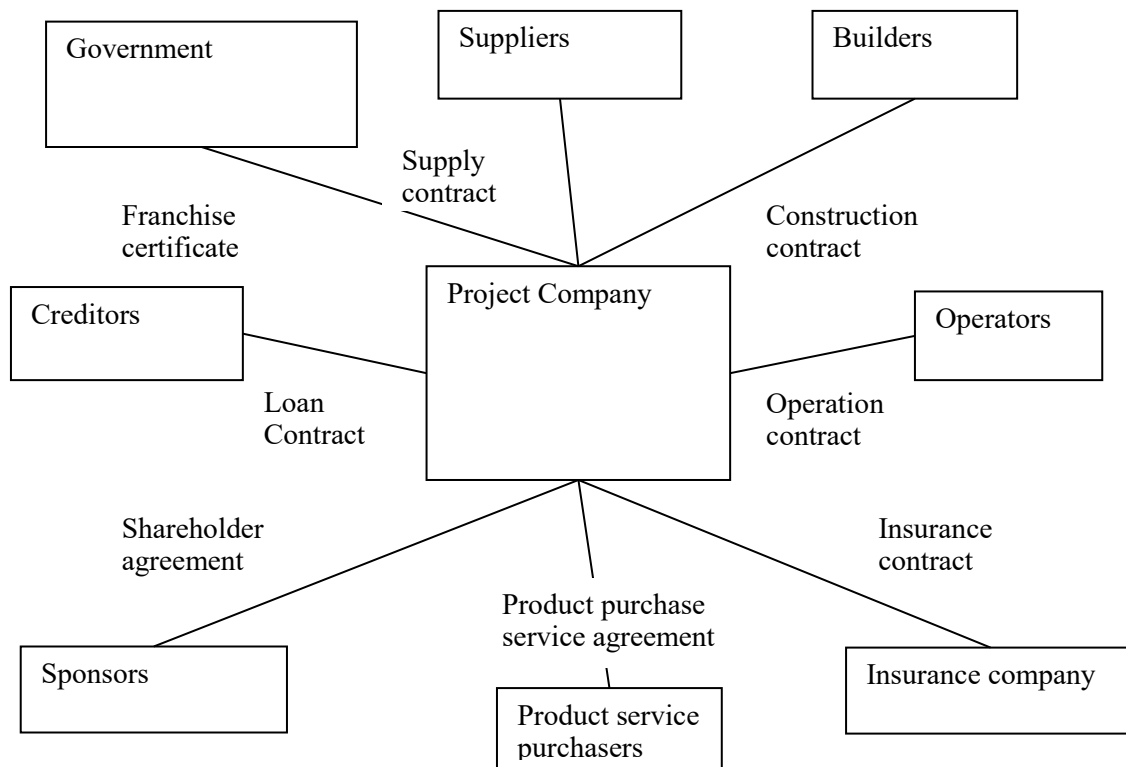 Government
Suppliers
Builders
Supply
contract
Franchise
certificate
Construction
contract
Creditors
Project Company
Operators
Loan
Contract
Operation
contract
Shareholder
agreement
Insurance
contract
Product purchase
service agreement
Sponsors
Insurance company
Product service
purchasers